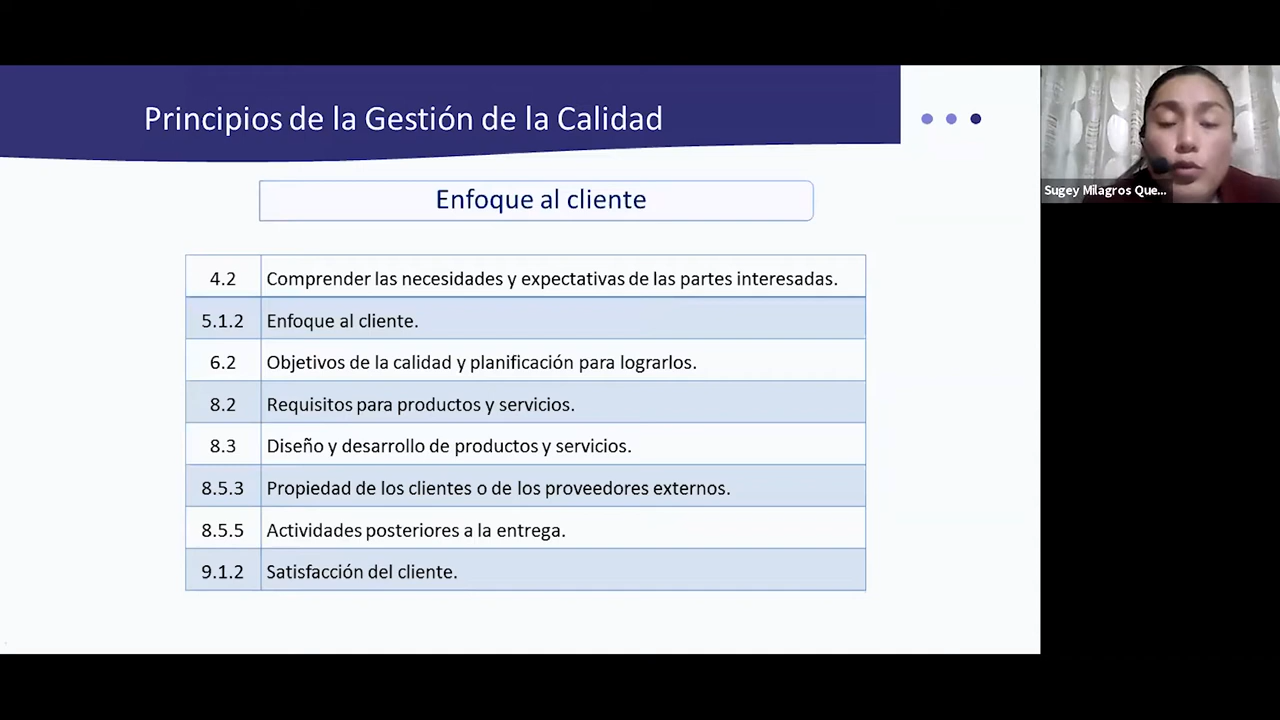 Principios de la Gestión de la Calidad
Sugey Milagros Que...
Enfoque al cliente
4.2 Comprender las necesidades y expectativas de las partes interesadas.
5.1.2 Enfoque al cliente.
6.2 Objetivos de la calidad y planificación para lograrlos.
8.2 Requisitos para productos y servicios.
8.3 Diseño y desarrollo de productos y servicios.
8.5.3 Propiedad de los clientes o de los proveedores externos.
8.5.5 Actividades posteriores a la entrega.
9.1.2 Satisfacción del cliente.